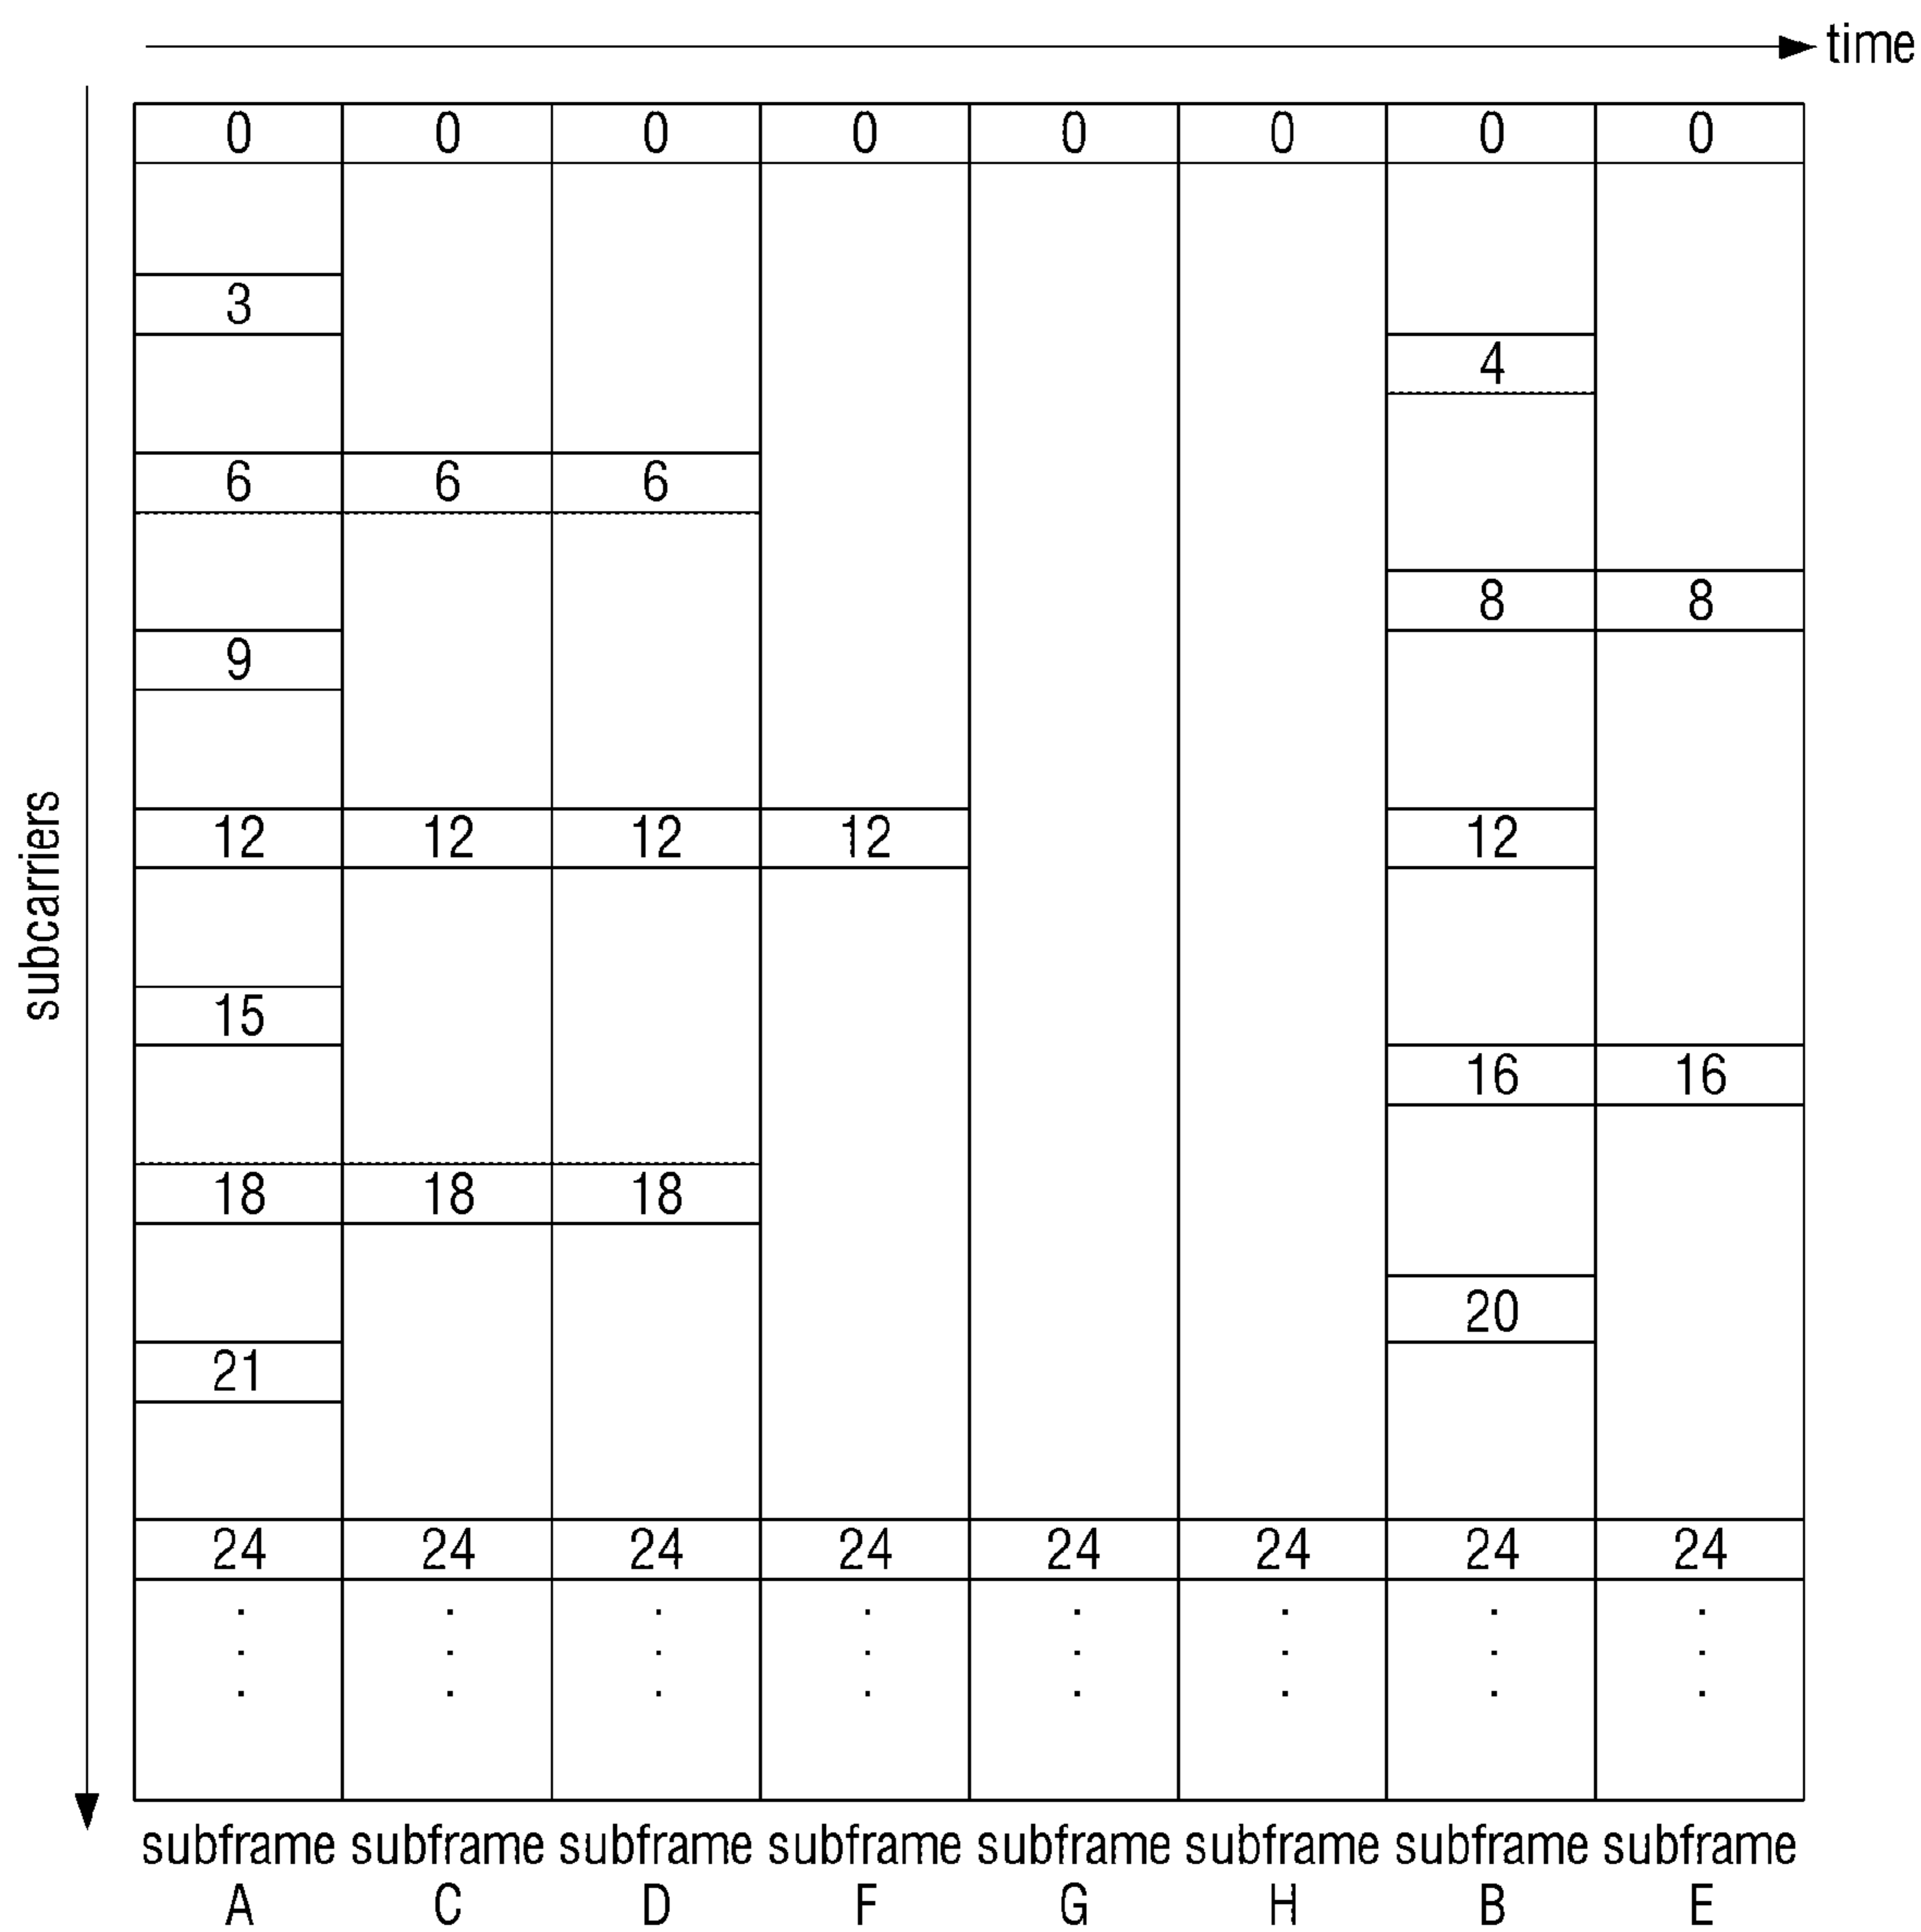 time
subcarriers
0 0 0 0 0 0 0 0
3
4
6 6 6
8 8
9
12 12 12 12 12
15
16 16
18 18 18
20
21
24 24 24 24 24 24 24 24
. . . . . . . .
. . . . . . . .
. . . . . . . .
subframe subframe subframe subframe subframe subframe subframe subframe
A C D F G H B E